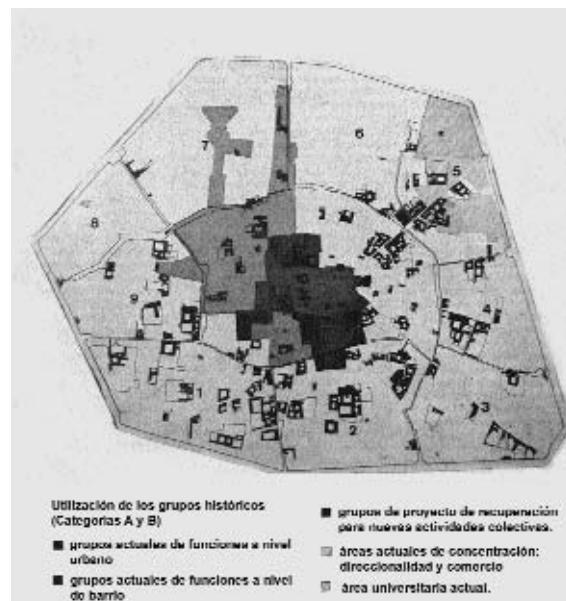 7
6
5
8
9
4
1
2
3
Utilización de los grupos históricos
(Categorías A y B)
grupos actuales de funciones a nivel
urbano
grupos actuales de funciones a nivel
de barrio
grupos de proyecto de recuperación
para nuevas actividades colectivas.
áreas actuales de concentración:
direccionalidad y comercio
área universitaria actual.